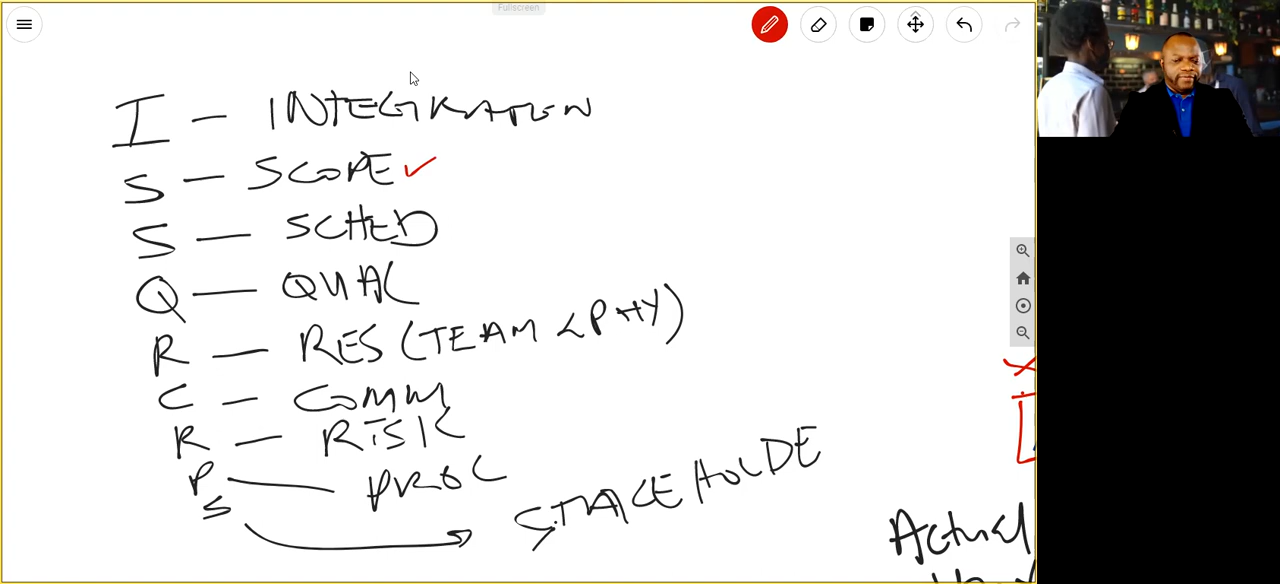 Fullscreen
I - INTEGRATION
S - SCOPE ✓
S - SCHED
Q - QUAL
R - RES (TEAM & PHY)
C - COMM
R - RISK
P - PROC
S → STAKEHOLDE
Actual